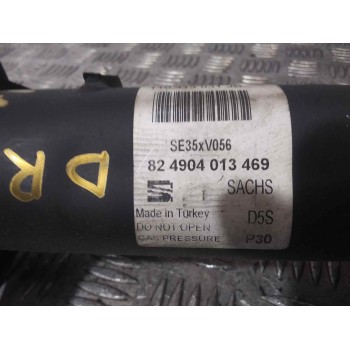 SE35xV056
82 4904 013 469
SACHS
Made in Turkey D5S
DO NOT OPEN
GAS PRESSURE P30
DR